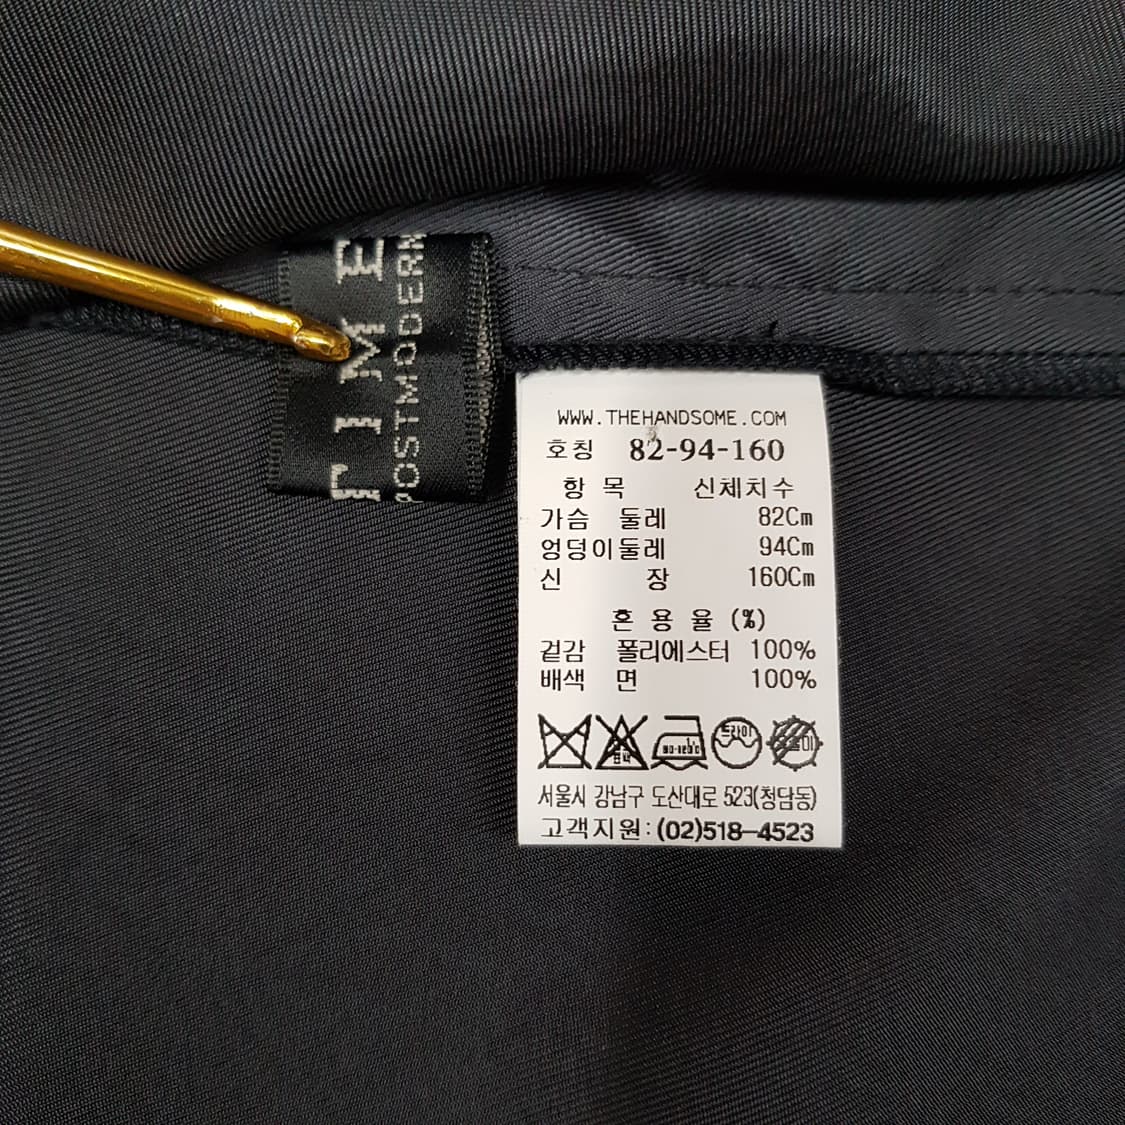 TIME
POSTMODERN
WWW.THEHANDSOME.COM
호칭 82-94-160
항 목 신체치수
가슴 둘레 82Cm
엉덩이둘레 94Cm
신 장 160Cm
혼 용 율 (%)
겉감 폴리에스터 100%
배색 면 100%
드라이
서울시 강남구 도산대로 523(청담동)
고객지원:(02)518-4523